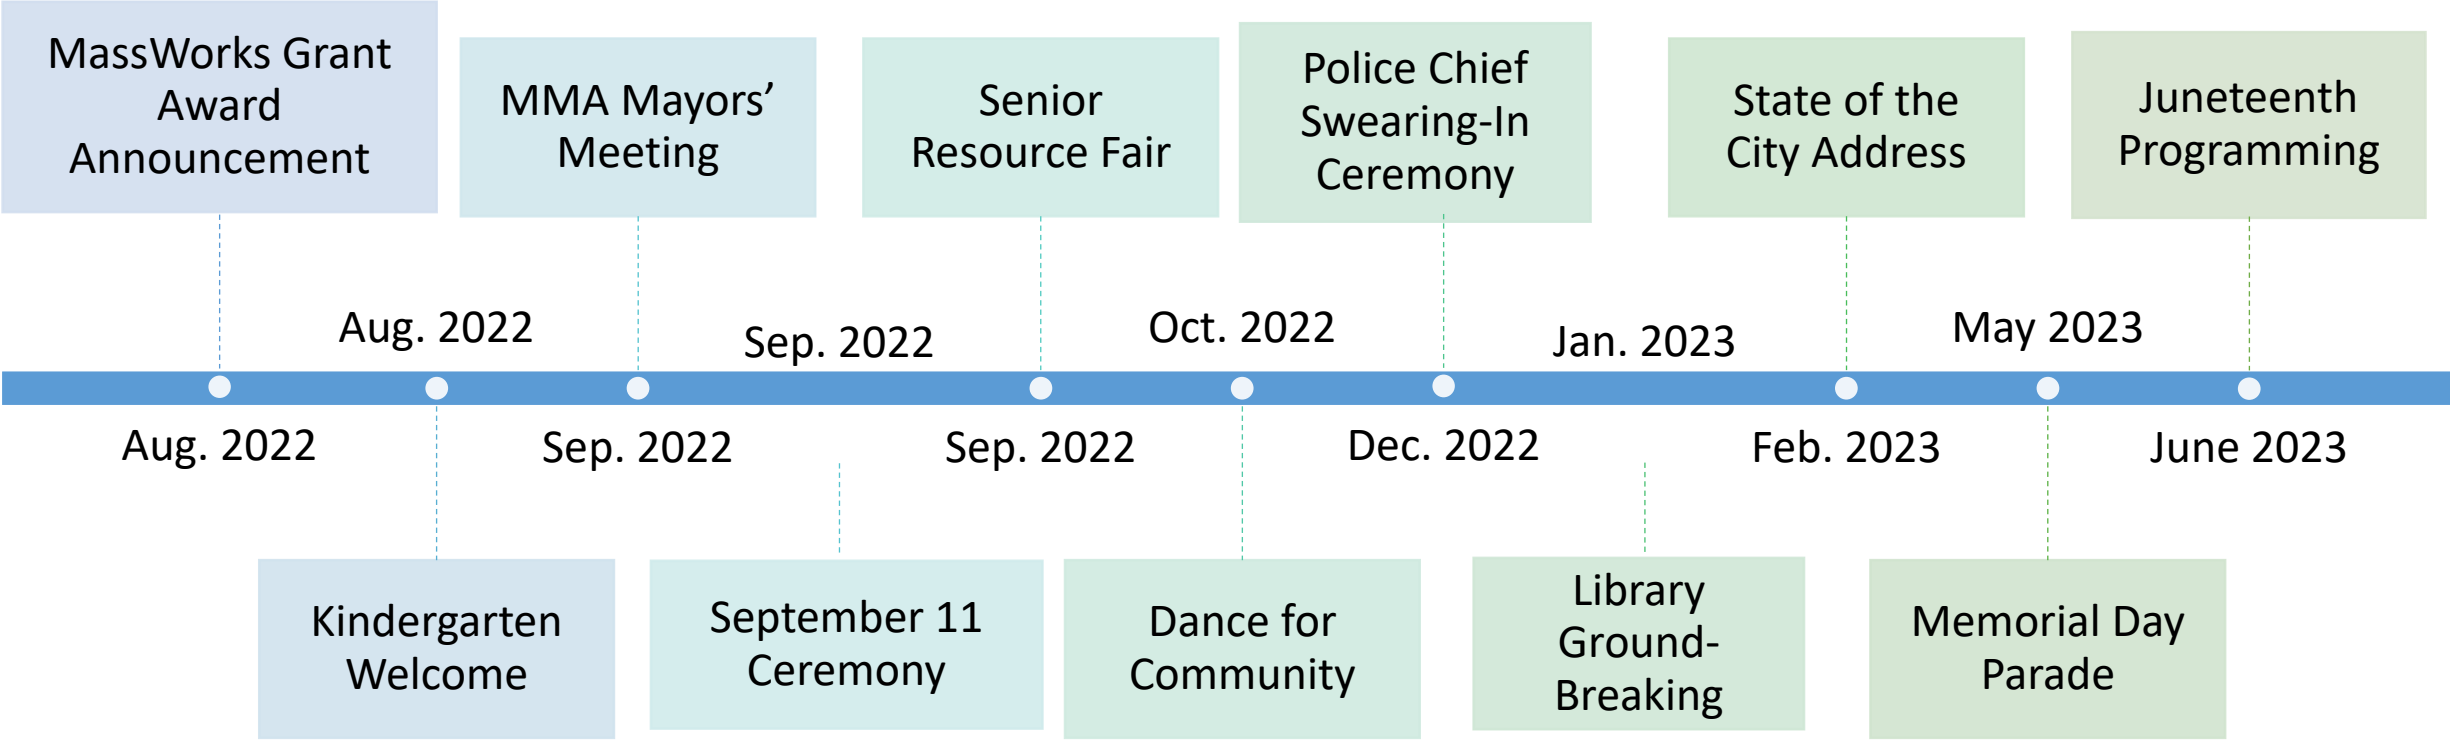 MassWorks Grant
Award
Announcement
MMA Mayors’
Meeting
Senior
Resource Fair
Police Chief
Swearing-In
Ceremony
State of the
City Address
Juneteenth
Programming
Aug. 2022
Sep. 2022
Oct. 2022
Jan. 2023
May 2023
Aug. 2022
Sep. 2022
Sep. 2022
Dec. 2022
Feb. 2023
June 2023
Kindergarten
Welcome
September 11
Ceremony
Dance for
Community
Library
Ground-
Breaking
Memorial Day
Parade